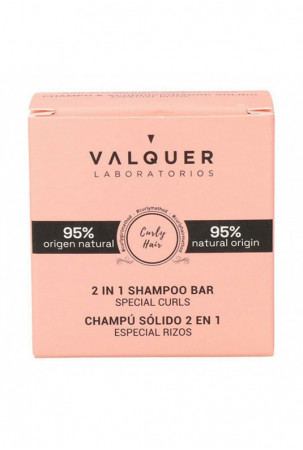 VALQUER
LABORATORIOS
95%
origen natural
Curly
Hair
95%
natural origin
2 IN 1 SHAMPOO BAR
SPECIAL CURLS
CHAMPÚ SÓLIDO 2 EN 1
ESPECIAL RIZOS